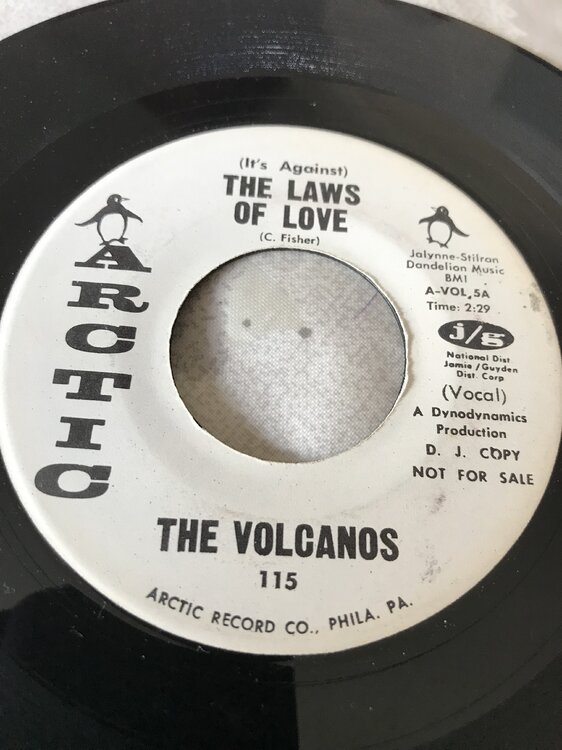 (It's Against)
THE LAWS
OF LOVE
(C. Fisher)
ARCTIC
Jalynne-Stilran
Dandelion Music
BMI
A-VOL.5A
Time: 2:29
j/g
National Dist.
Jamie/Guyden
Dist. Corp
(Vocal)
A Dynodynamics
Production
D. J. COPY
NOT FOR SALE
THE VOLCANOS
115
ARCTIC RECORD CO., PHILA. PA.